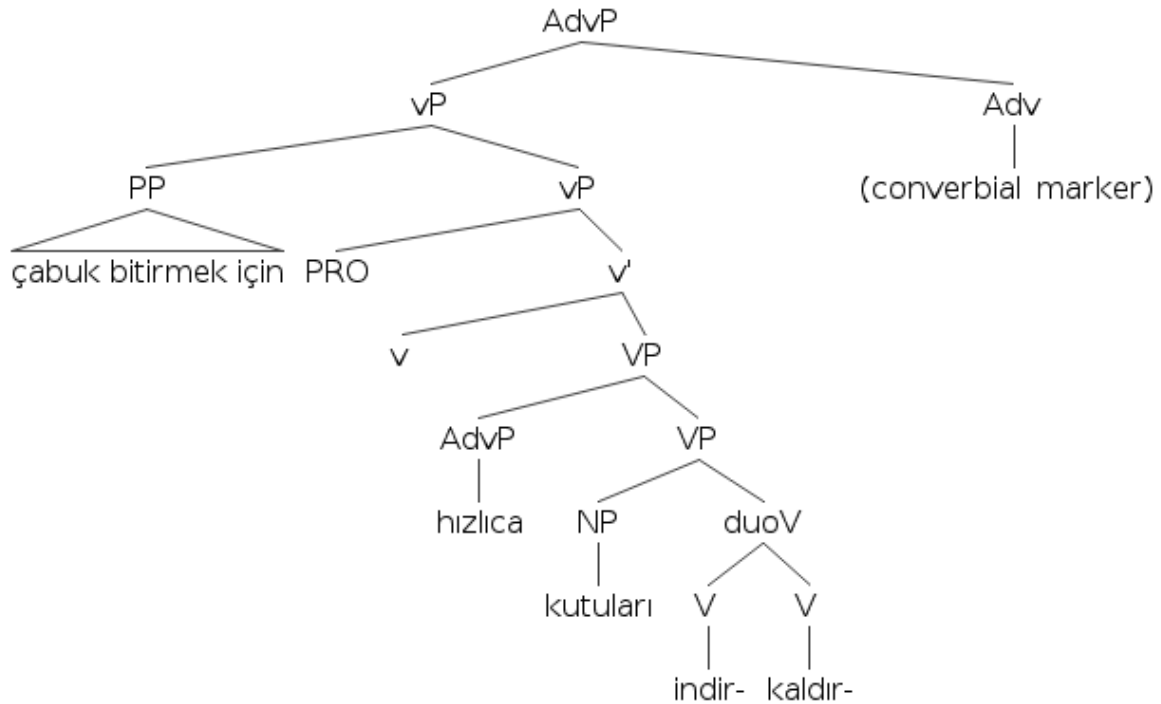 AdvP
vP Adv
PP vP (converbial marker)
çabuk bitirmek için PRO v'
v VP
AdvP VP
hızlıca NP duoV
kutuları V V
indir- kaldır-